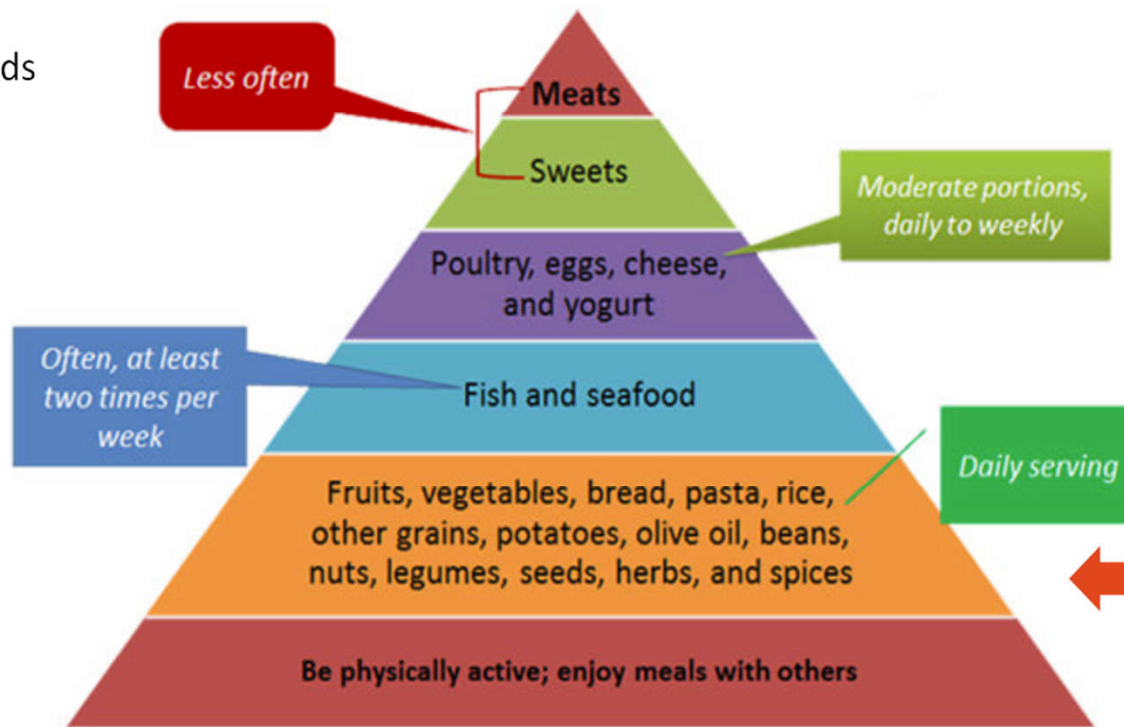 ds
Less often
Meats
Sweets
Moderate portions,
daily to weekly
Poultry, eggs, cheese,
and yogurt
Often, at least
two times per
week
Fish and seafood
Daily serving
Fruits, vegetables, bread, pasta, rice,
other grains, potatoes, olive oil, beans,
nuts, legumes, seeds, herbs, and spices
Be physically active; enjoy meals with others